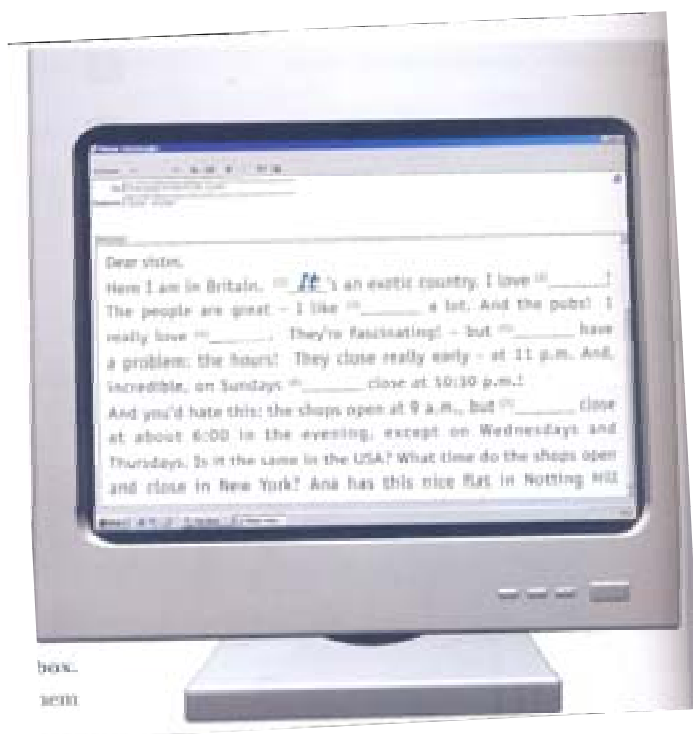 Dear sister,
Here I am in Britain. (1) It 's an exotic country. I love (2) ______!
The people are great – I like (3) ______ a lot. And the pubs! I
really love (4) ______. They're fascinating! – but (5) ______ have
a problem: the hours! They close really early – at 11 p.m. And,
incredible, on Sundays (6) ______ close at 10:30 p.m.!
And you'd hate this: the shops open at 9 a.m., but (7) ______ close
at about 6:00 in the evening, except on Wednesdays and
Thursdays. Is it the same in the USA? What time do the shops open
and close in New York? Ana has this nice flat in Notting Hill
box.